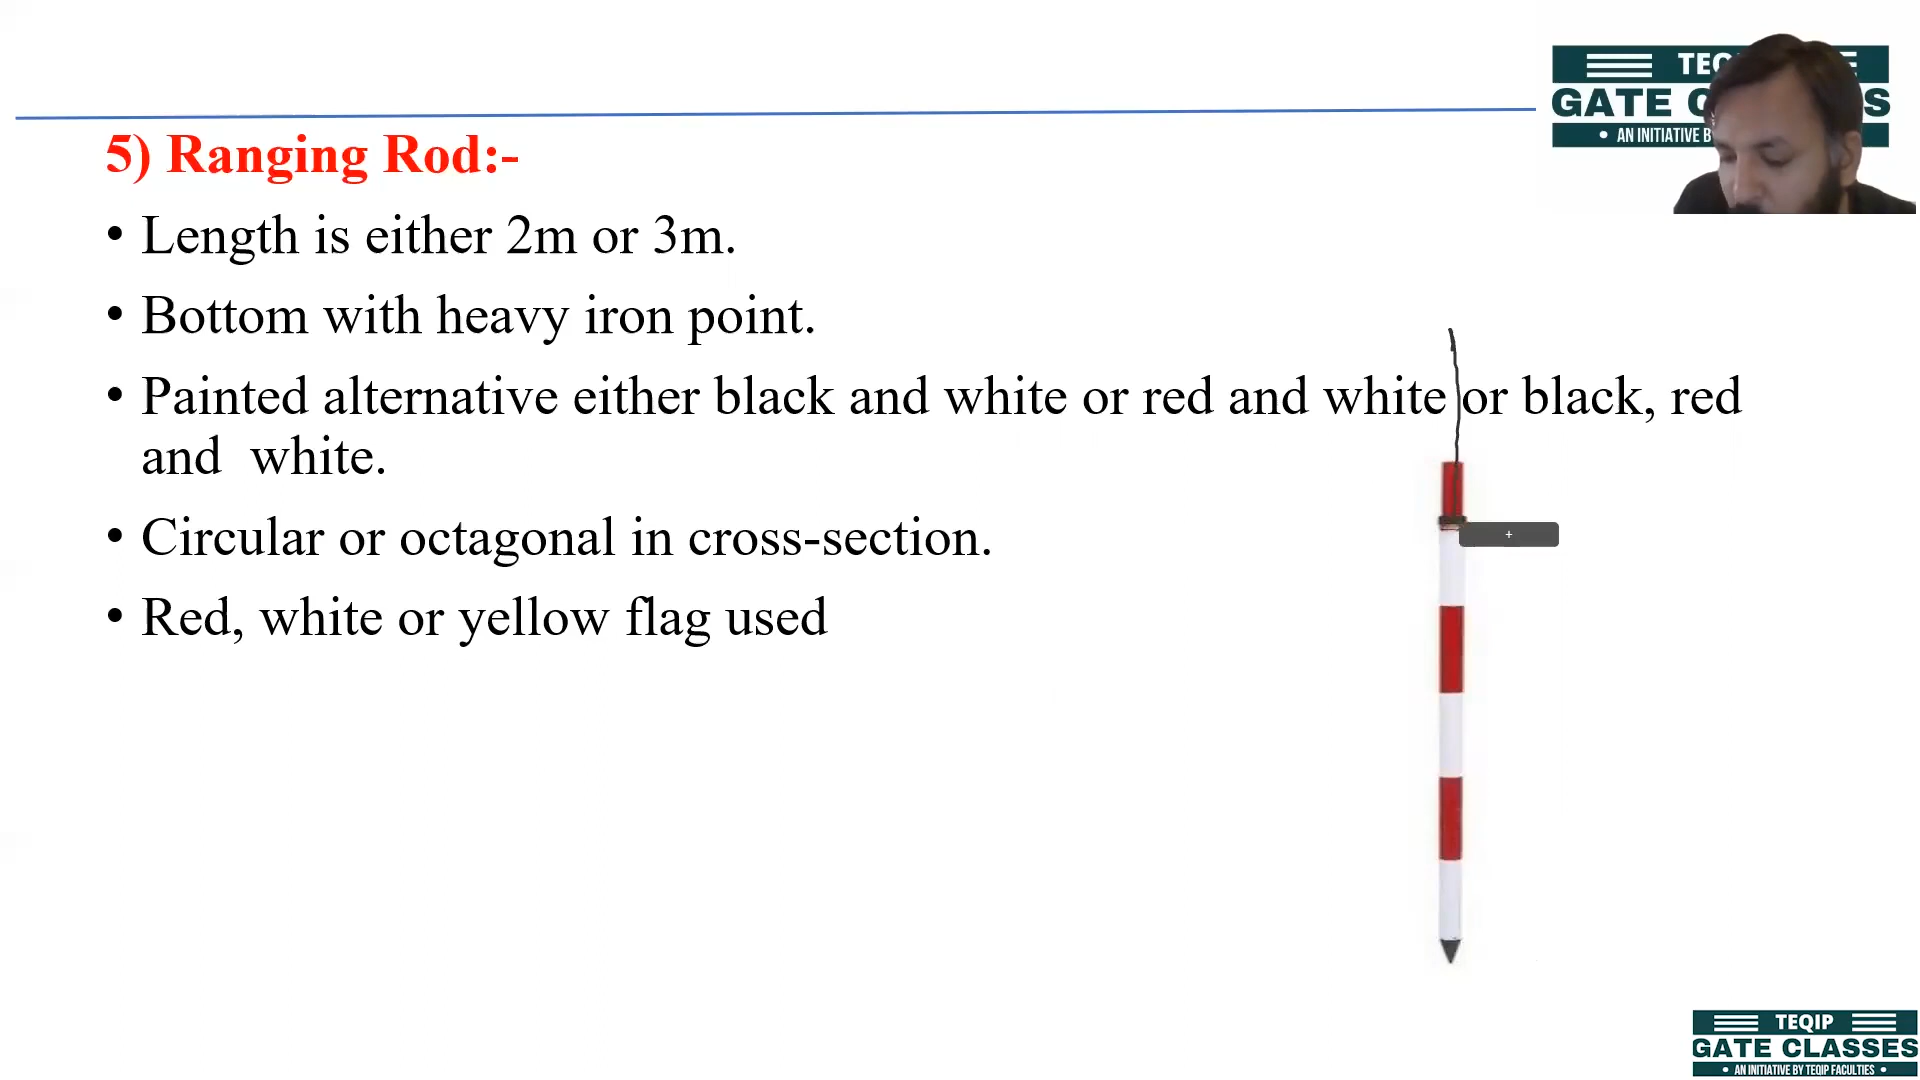 TEQ
GATE C S
• AN INITIATIVE B
5) Ranging Rod:-
• Length is either 2m or 3m.
• Bottom with heavy iron point.
• Painted alternative either black and white or red and white or black, red
and  white.
• Circular or octagonal in cross-section.
+
• Red, white or yellow flag used
TEQIP
GATE CLASSES
• AN INITIATIVE BY TEQIP FACULTIES •